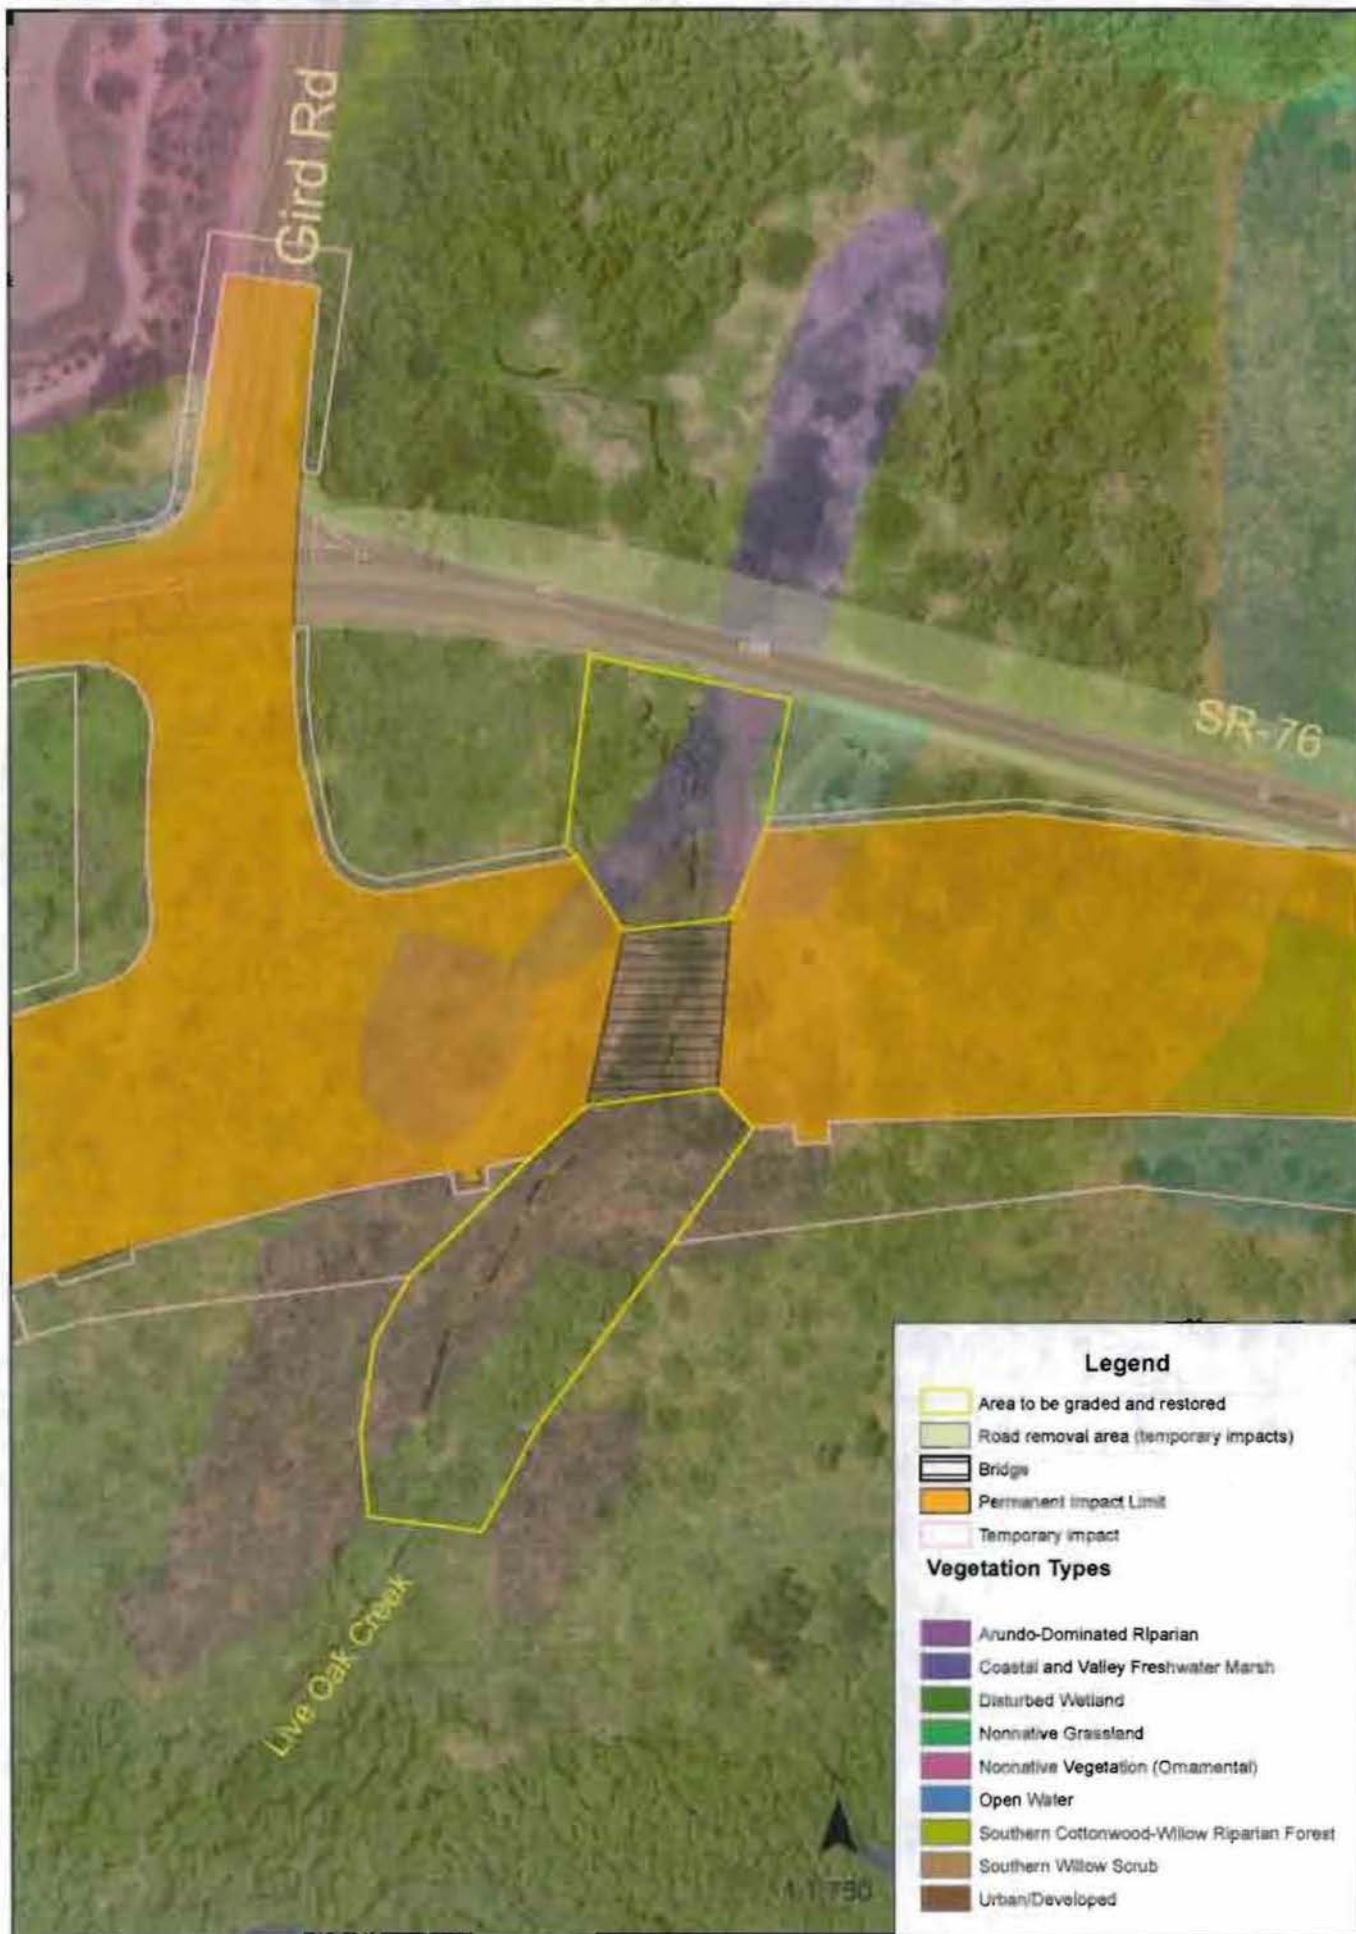 Gird Rd
SR-76
Live Oak Creek
Legend
Area to be graded and restored
Road removal area (temporary impacts)
Bridge
Permanent Impact Limit
Temporary impact
Vegetation Types
Arundo-Dominated Riparian
Coastal and Valley Freshwater Marsh
Disturbed Wetland
Nonnative Grassland
Nonnative Vegetation (Ornamental)
Open Water
Southern Cottonwood-Willow Riparian Forest
Southern Willow Scrub
Urban/Developed